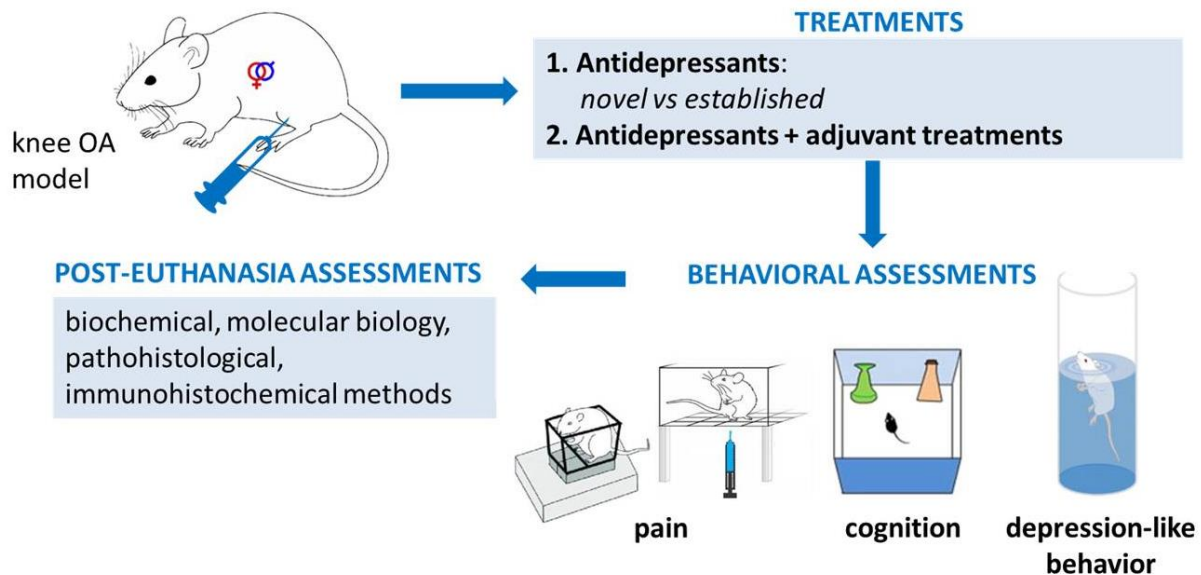 knee OA
model
TREATMENTS
1. Antidepressants:
novel vs established
2. Antidepressants + adjuvant treatments
BEHAVIORAL ASSESSMENTS
pain
cognition
depression-like
behavior
POST-EUTHANASIA ASSESSMENTS
biochemical, molecular biology,
pathohistological,
immunohistochemical methods